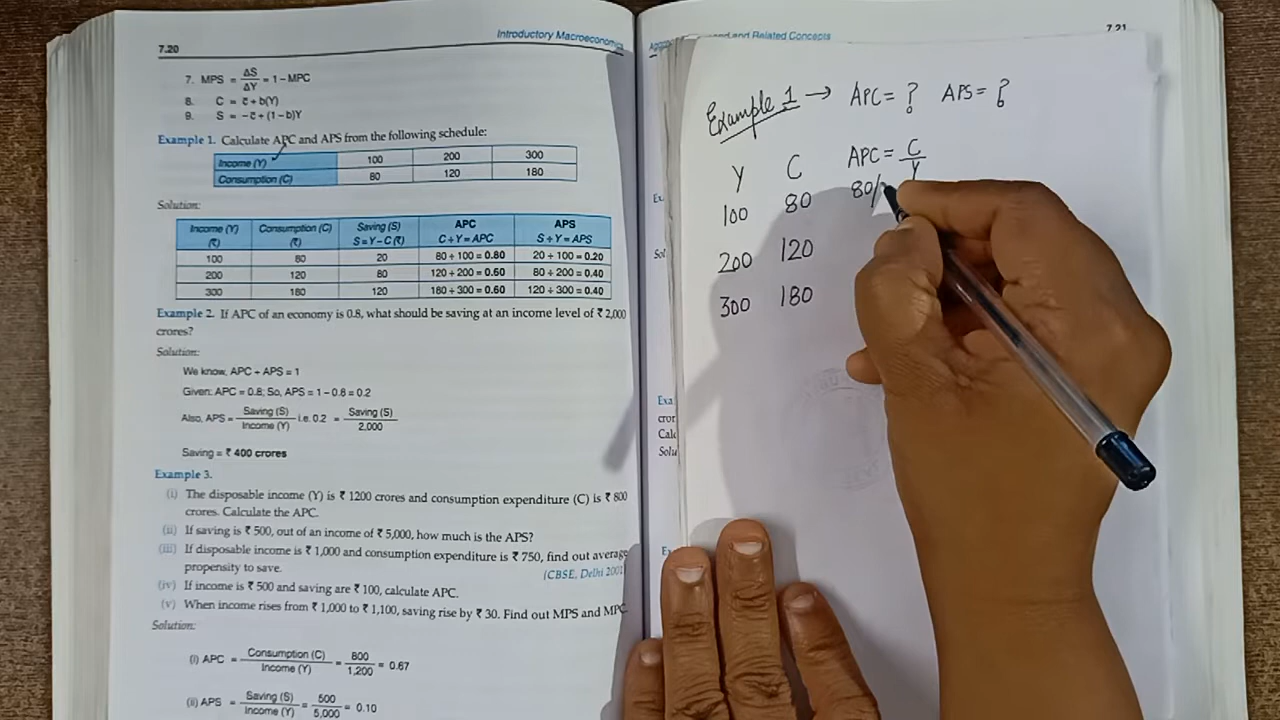 7.20
Introductory Macroeconomics
7. MPS = ΔS/ΔY = 1 – MPC
8. C = c̄ + b(Y)
9. S = –c̄ + (1 – b)Y
Example 1. Calculate APC and APS from the following schedule:
Income (Y) 100 200 300
Consumption (C) 80 120 180
Solution:
Income (Y) (₹) Consumption (C) (₹) Saving (S) S = Y – C (₹) APC C ÷ Y = APC APS S ÷ Y = APS
100 80 20 80 ÷ 100 = 0.80 20 ÷ 100 = 0.20
200 120 80 120 ÷ 200 = 0.60 80 ÷ 200 = 0.40
300 180 120 180 ÷ 300 = 0.60 120 ÷ 300 = 0.40
Example 2. If APC of an economy is 0.8, what should be saving at an income level of ₹ 2,000
crores?
Solution:
We know, APC + APS = 1
Given: APC = 0.8; So, APS = 1 – 0.8 = 0.2
Also, APS = Saving (S)/Income (Y) i.e. 0.2 = Saving (S)/2,000
Saving = ₹ 400 crores
Example 3.
(i) The disposable income (Y) is ₹ 1200 crores and consumption expenditure (C) is ₹ 800
crores. Calculate the APC.
(ii) If saving is ₹ 500, out of an income of ₹ 5,000, how much is the APS?
(iii) If disposable income is ₹ 1,000 and consumption expenditure is ₹ 750, find out average
propensity to save. (CBSE, Delhi 2001)
(iv) If income is ₹ 500 and saving are ₹ 100, calculate APC.
(v) When income rises from ₹ 1,000 to ₹ 1,100, saving rise by ₹ 30. Find out MPS and MPC.
Solution:
(i) APC = Consumption (C)/Income (Y) = 800/1,200 = 0.67
(ii) APS = Saving (S)/Income (Y) = 500/5,000 = 0.10
7.21
and Related Concepts
Example 1 → APC = ? APS = ?
Y C APC = C/Y
100 80 80/
200 120
300 180